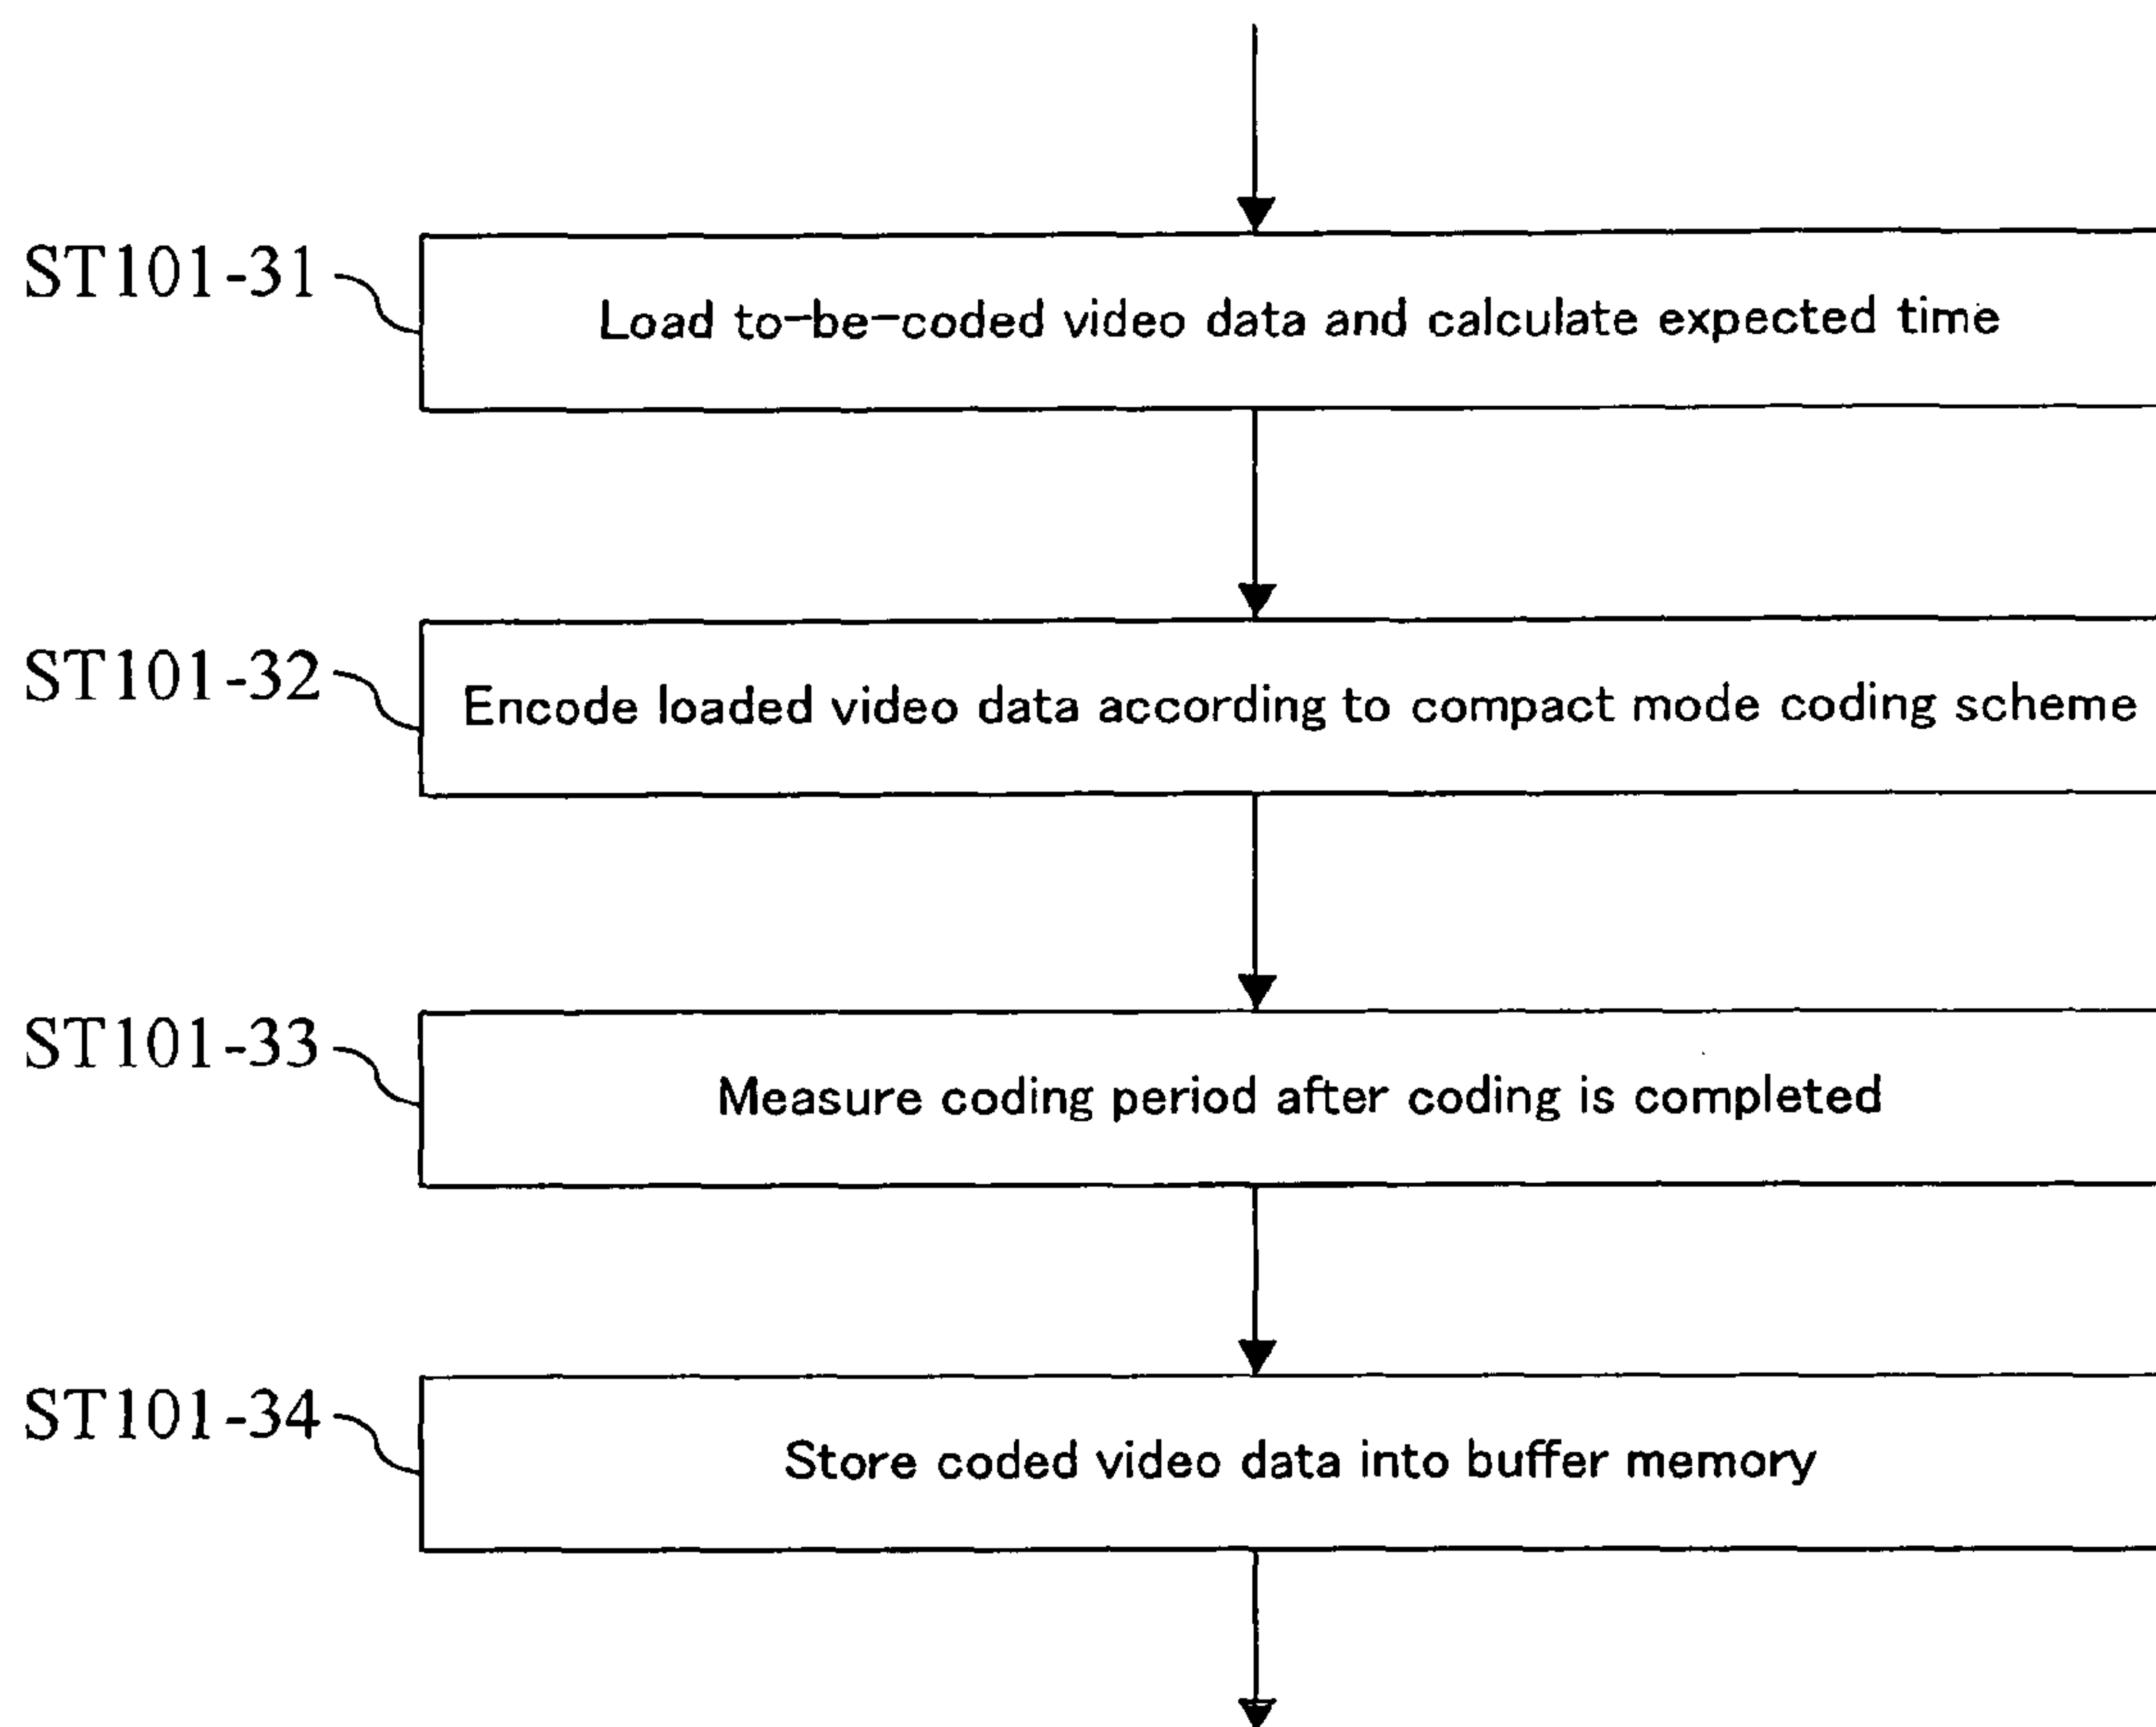 ST101-31
Load to-be-coded video data and calculate expected time
ST101-32
Encode loaded video data according to compact mode coding scheme
ST101-33
Measure coding period after coding is completed
ST101-34
Store coded video data into buffer memory